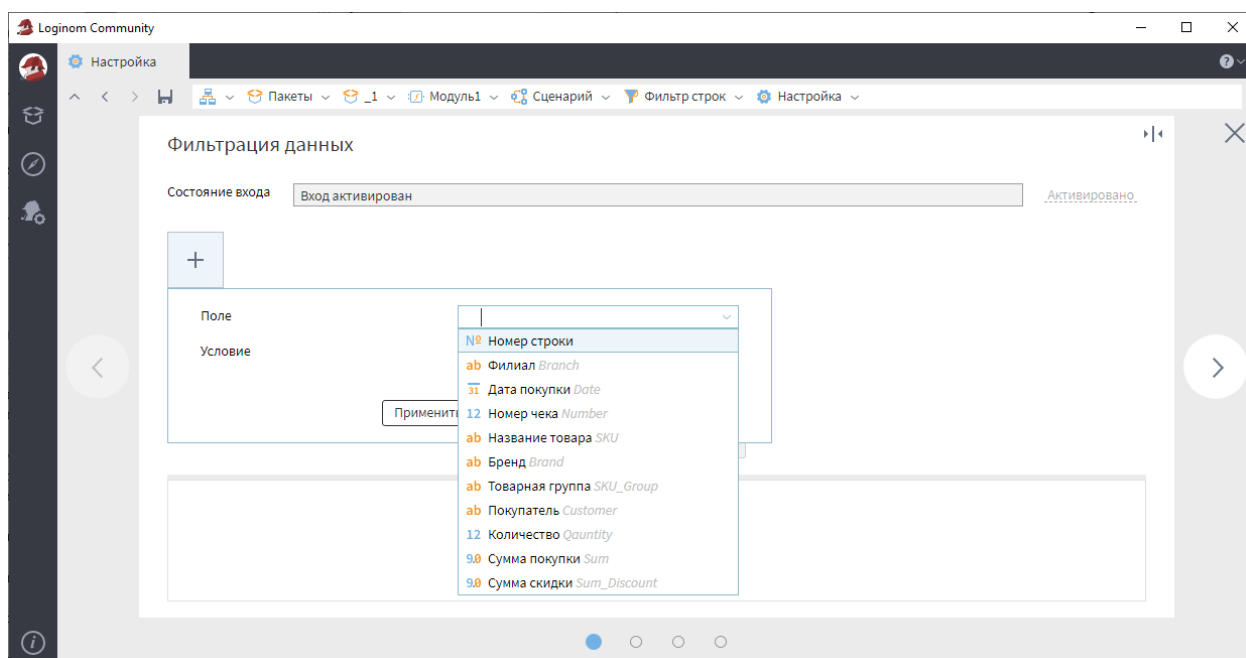 Loginom Community
Настройка
Пакеты _1 Модуль1 Сценарий Фильтр строк Настройка
Фильтрация данных
Состояние входа Вход активирован Активировано
+
Поле
№ Номер строки
Условие
ab Филиал Branch
31 Дата покупки Date
Применить
12 Номер чека Number
ab Название товара SKU
ab Бренд Brand
ab Товарная группа SKU_Group
ab Покупатель Customer
12 Количество Qauntity
9.0 Сумма покупки Sum
9.0 Сумма скидки Sum_Discount